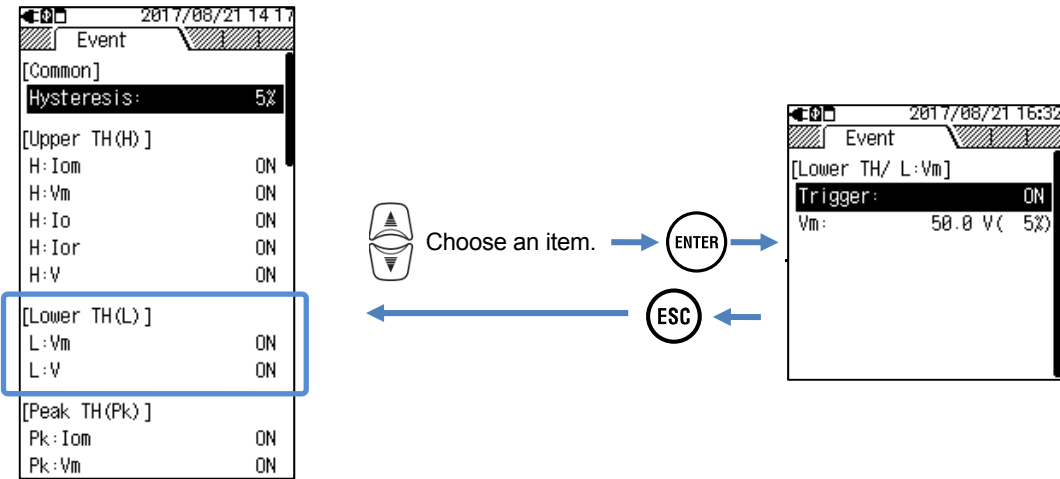 2017/08/21 14 17
Event
[Common]
Hysteresis: 5%
[Upper TH(H)]
H:Iom ON
H:Vm ON
H:Io ON
H:Ior ON
H:V ON
[Lower TH(L)]
L:Vm ON
L:V ON
[Peak TH(Pk)]
Pk:Iom ON
Pk:Vm ON
Choose an item.
ENTER
ESC
2017/08/21 16:32
Event
[Lower TH/ L:Vm]
Trigger: ON
Vm: 50.0 V( 5%)